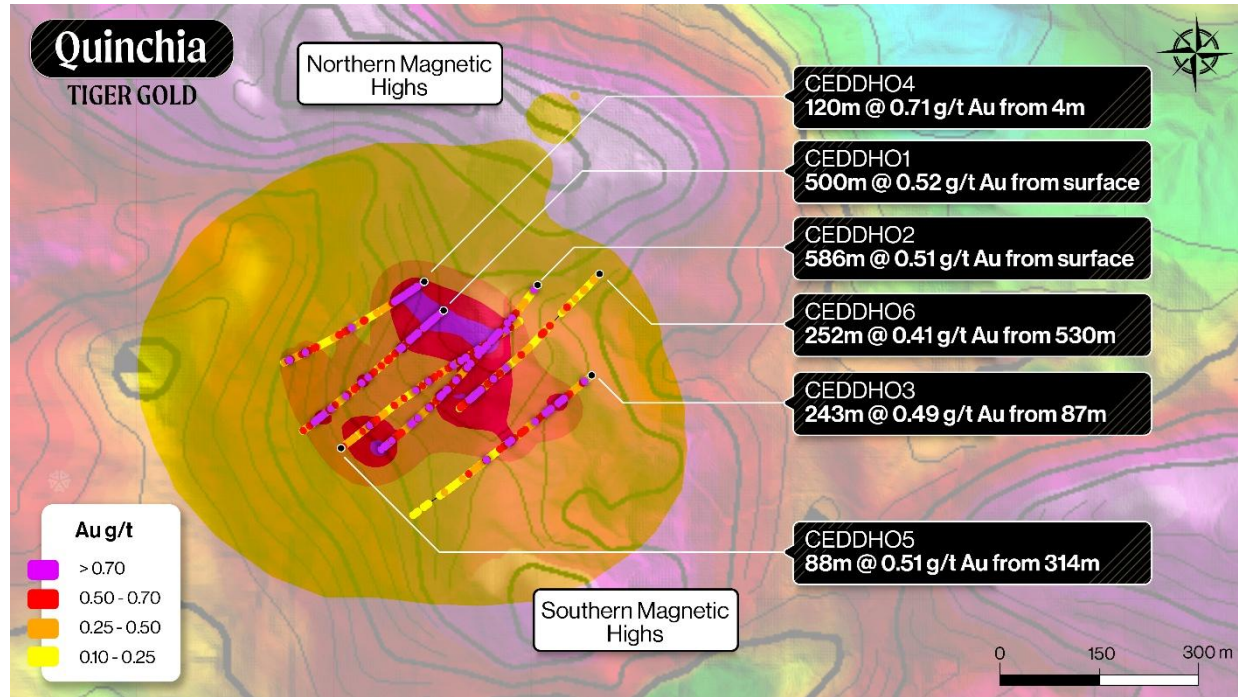 Quinchia
TIGER GOLD
Northern Magnetic
Highs
CEDDHO4
120m @ 0.71 g/t Au from 4m
CEDDHO1
500m @ 0.52 g/t Au from surface
CEDDHO2
586m @ 0.51 g/t Au from surface
CEDDHO6
252m @ 0.41 g/t Au from 530m
CEDDHO3
243m @ 0.49 g/t Au from 87m
CEDDHO5
88m @ 0.51 g/t Au from 314m
Au g/t
> 0.70
0.50 - 0.70
0.25 - 0.50
0.10 - 0.25
Southern Magnetic
Highs
0 150 300 m